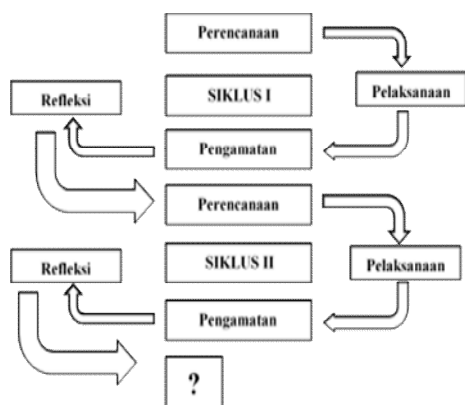 Perencanaan
Pelaksanaan
SIKLUS I
Refleksi
Pengamatan
Perencanaan
Pelaksanaan
SIKLUS II
Refleksi
Pengamatan
?